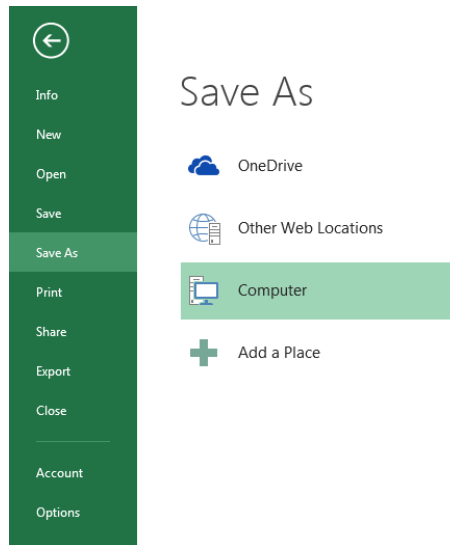 Info
New
Open
Save
Save As
Print
Share
Export
Close
Account
Options
Save As
OneDrive
Other Web Locations
Computer
Add a Place